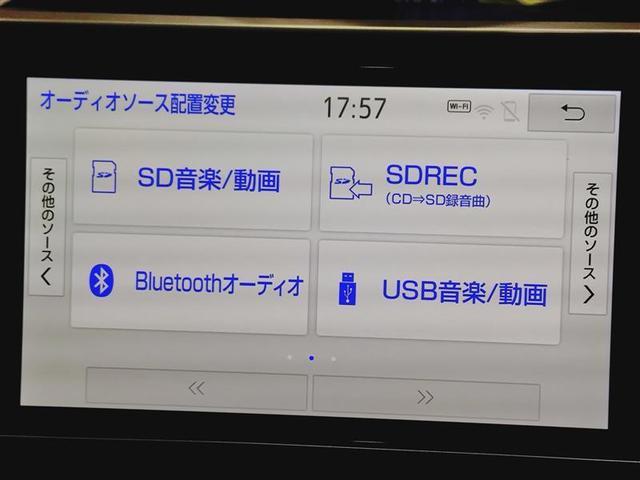 オーディオソース配置変更
17:57
Wi-Fi
その他のソース
SD
SD音楽/動画
SD
SDREC
(CD⇒SD録音曲)
その他のソース
Bluetoothオーディオ
USB音楽/動画